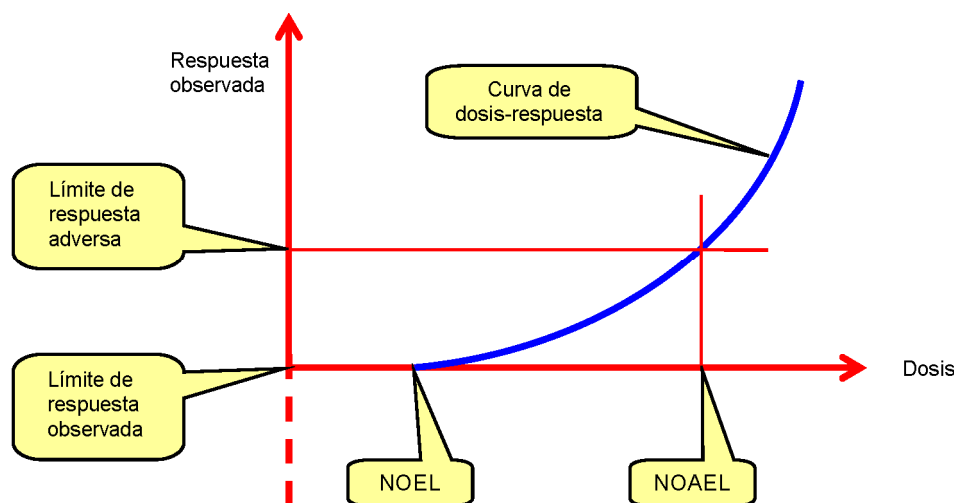 Respuesta
observada
Curva de
dosis-respuesta
Límite de
respuesta
adversa
Límite de
respuesta
observada
Dosis
NOEL
NOAEL